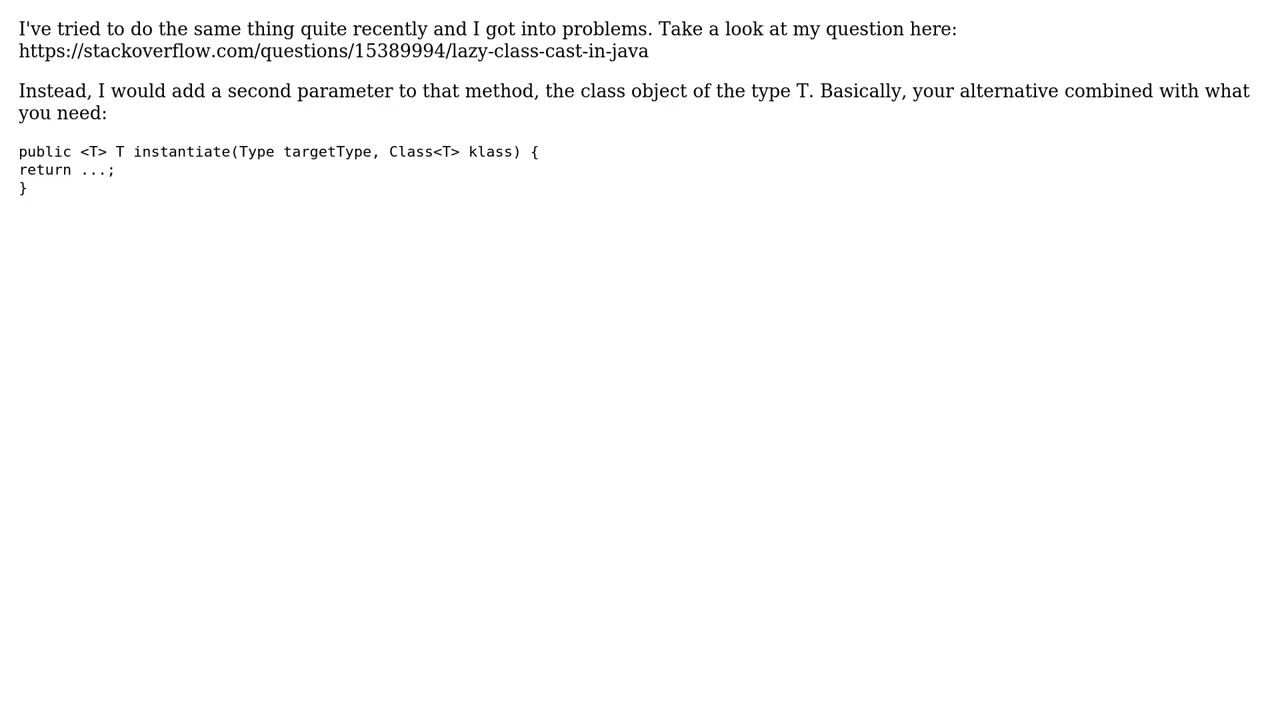 I've tried to do the same thing quite recently and I got into problems. Take a look at my question here:
https://stackoverflow.com/questions/15389994/lazy-class-cast-in-java
Instead, I would add a second parameter to that method, the class object of the type T. Basically, your alternative combined with what
you need:
public <T> T instantiate(Type targetType, Class<T> klass) {
return ...;
}